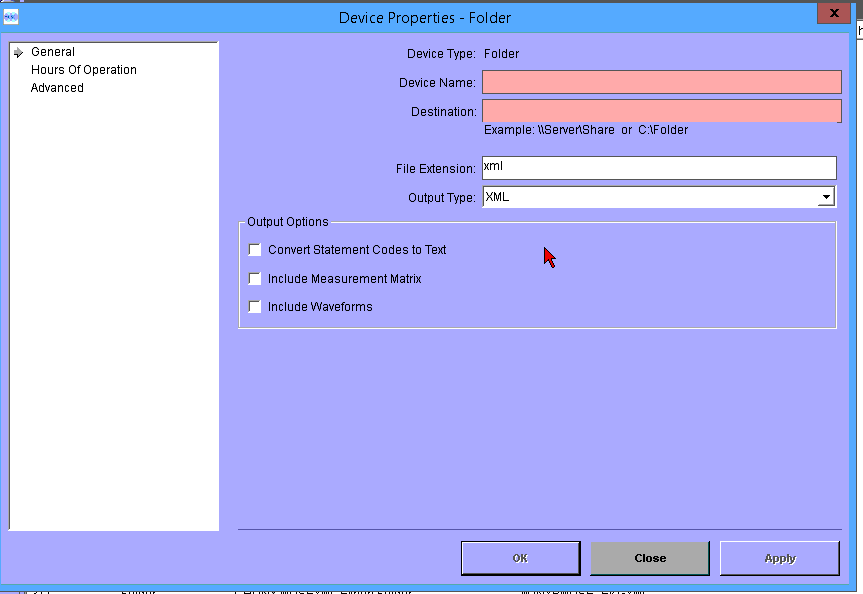 Device Properties - Folder
x
General
Hours Of Operation
Advanced
Device Type: Folder
Device Name:
Destination:
Example: \\Server\Share or C:\Folder
File Extension: xml
Output Type: XML
Output Options
Convert Statement Codes to Text
Include Measurement Matrix
Include Waveforms
OK
Close
Apply